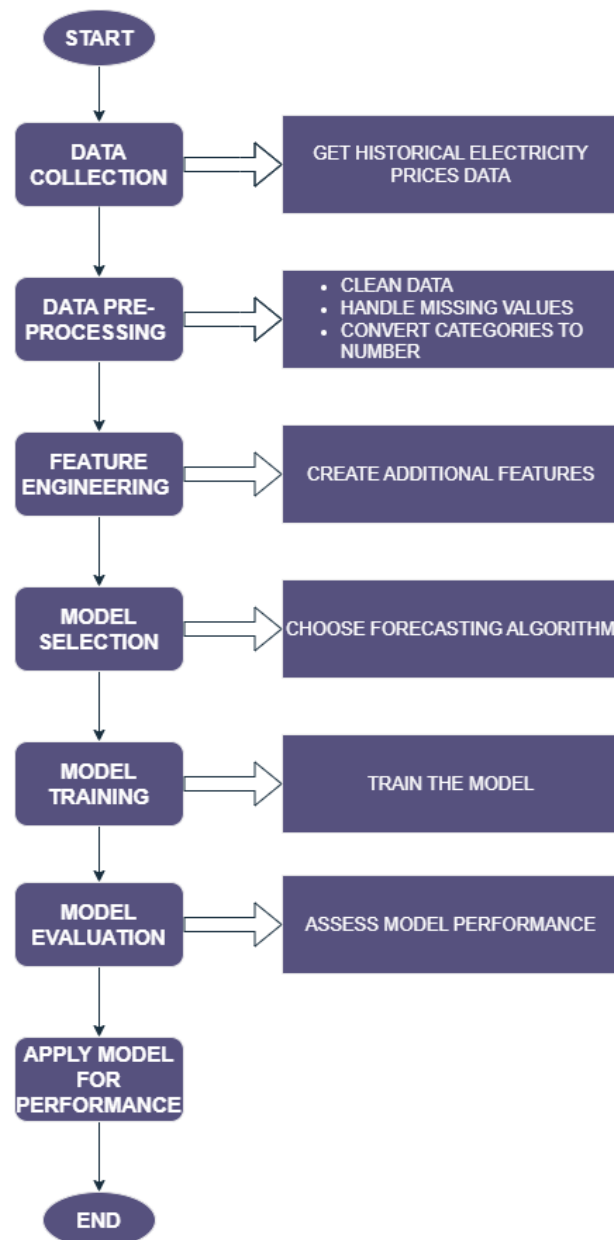 START
DATA
COLLECTION
GET HISTORICAL ELECTRICITY
PRICES DATA
DATA PRE-
PROCESSING
• CLEAN DATA
• HANDLE MISSING VALUES
• CONVERT CATEGORIES TO
NUMBER
FEATURE
ENGINEERING
CREATE ADDITIONAL FEATURES
MODEL
SELECTION
CHOOSE FORECASTING ALGORITHM
MODEL
TRAINING
TRAIN THE MODEL
MODEL
EVALUATION
ASSESS MODEL PERFORMANCE
APPLY MODEL
FOR
PERFORMANCE
END